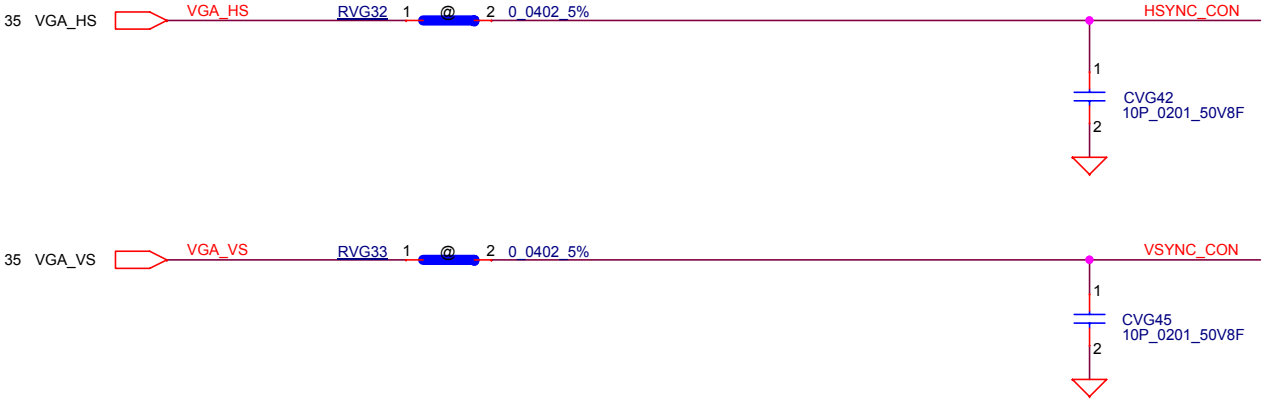 35 VGA_HS VGA_HS RVG32 1 @ 2 0_0402_5% HSYNC_CON
1
CVG42
10P_0201_50V8F
2
35 VGA_VS VGA_VS RVG33 1 @ 2 0_0402_5% VSYNC_CON
1
CVG45
10P_0201_50V8F
2